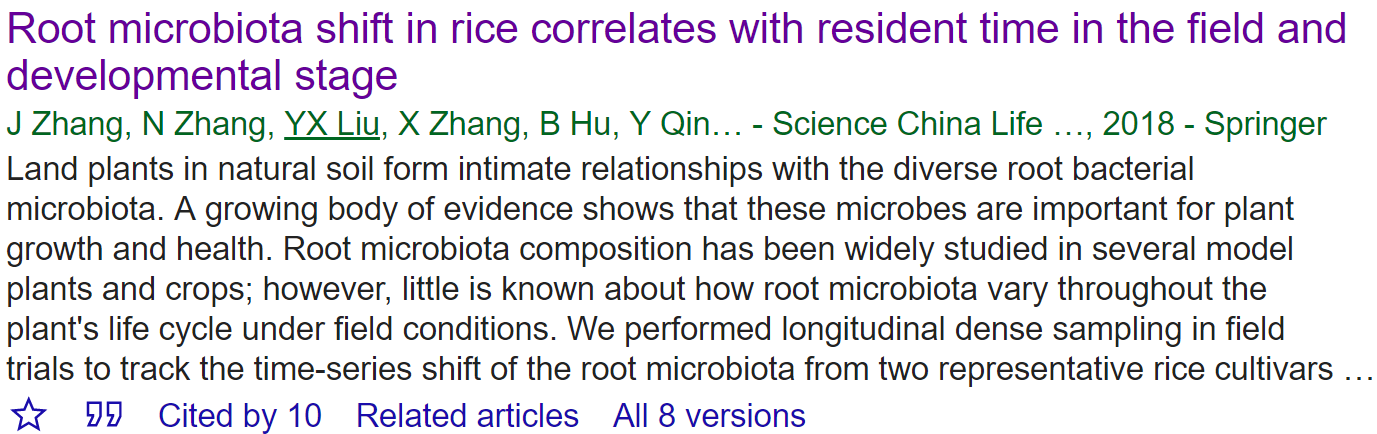 Root microbiota shift in rice correlates with resident time in the field and
developmental stage
J Zhang, N Zhang, YX Liu, X Zhang, B Hu, Y Qin… - Science China Life …, 2018 - Springer
Land plants in natural soil form intimate relationships with the diverse root bacterial
microbiota. A growing body of evidence shows that these microbes are important for plant
growth and health. Root microbiota composition has been widely studied in several model
plants and crops; however, little is known about how root microbiota vary throughout the
plant's life cycle under field conditions. We performed longitudinal dense sampling in field
trials to track the time-series shift of the root microbiota from two representative rice cultivars …
Cited by 10 Related articles All 8 versions